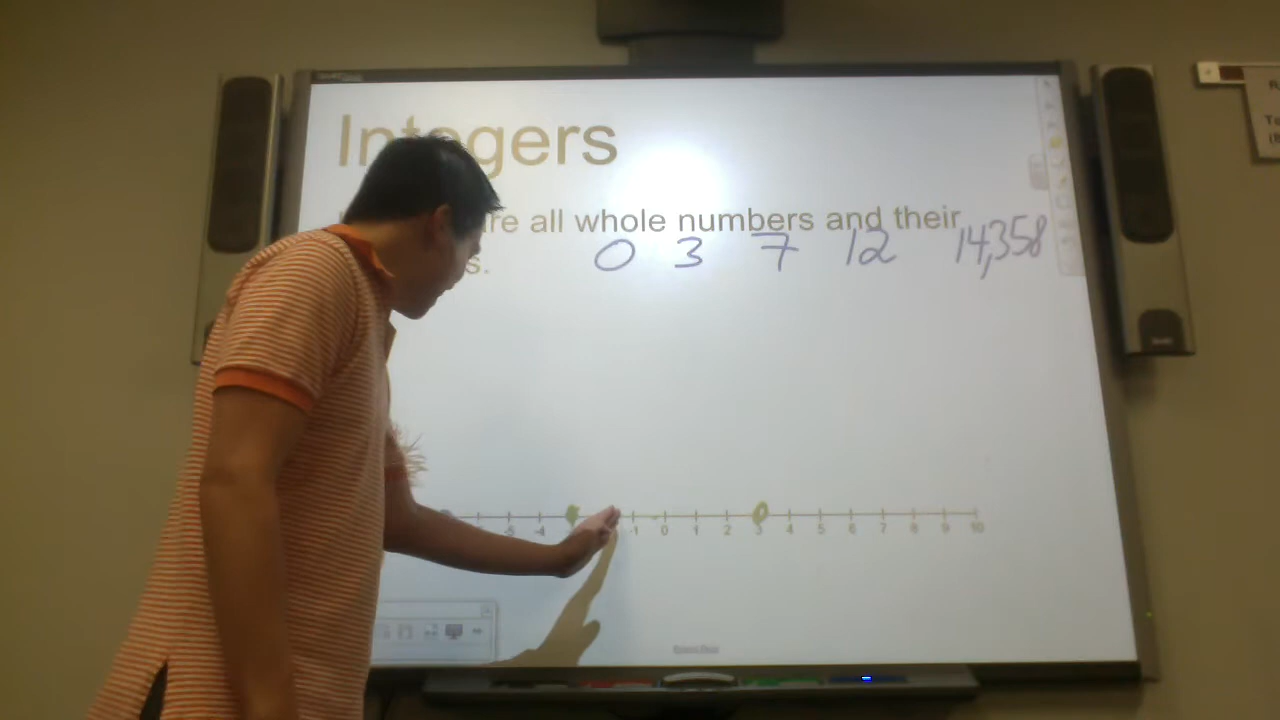 Integers
are all whole numbers and their
0 3 7 12 14,358
-5 -4 -1 0 1 2 3 4 5 6 7 8 9 10